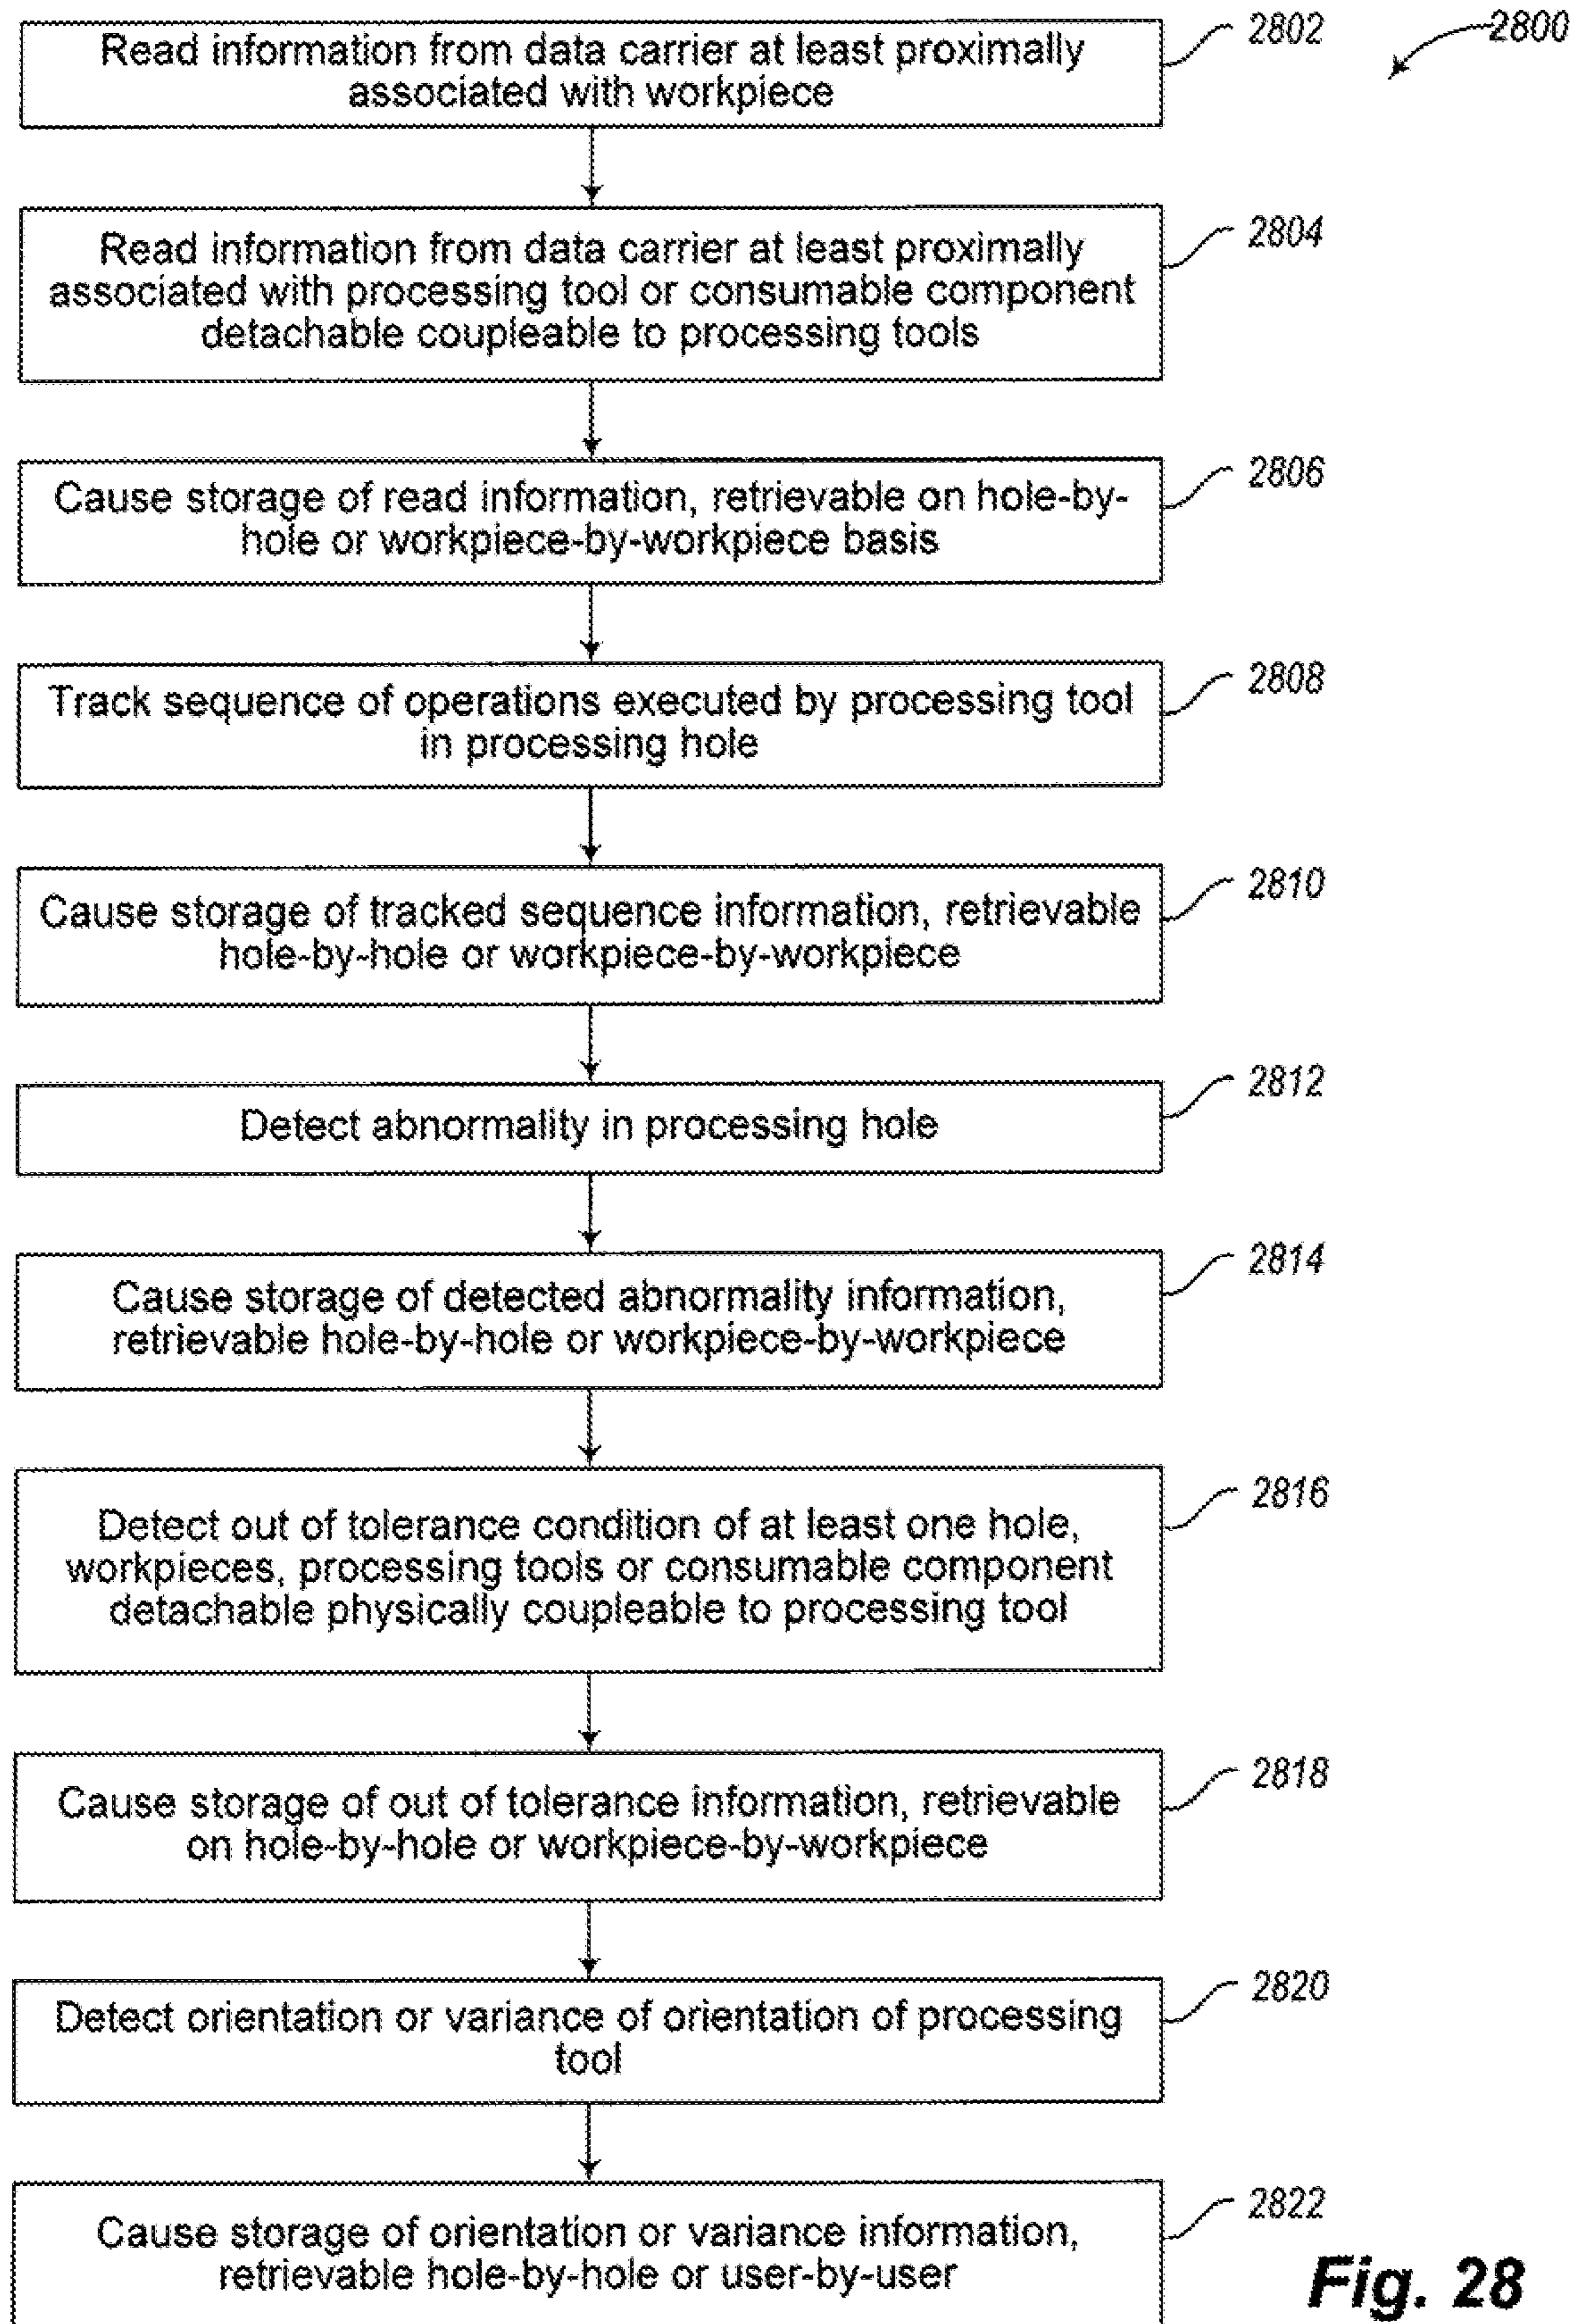 2800
Read information from data carrier at least proximally
associated with workpiece
2802
Read information from data carrier at least proximally
associated with processing tool or consumable component
detachable coupleable to processing tools
2804
Cause storage of read information, retrievable on hole-by-
hole or workpiece-by-workpiece basis
2806
Track sequence of operations executed by processing tool
in processing hole
2808
Cause storage of tracked sequence information, retrievable
hole-by-hole or workpiece-by-workpiece
2810
Detect abnormality in processing hole
2812
Cause storage of detected abnormality information,
retrievable hole-by-hole or workpiece-by-workpiece
2814
Detect out of tolerance condition of at least one hole,
workpieces, processing tools or consumable component
detachable physically coupleable to processing tool
2816
Cause storage of out of tolerance information, retrievable
on hole-by-hole or workpiece-by-workpiece
2818
Detect orientation or variance of orientation of processing
tool
2820
Cause storage of orientation or variance information,
retrievable hole-by-hole or user-by-user
2822
Fig. 28